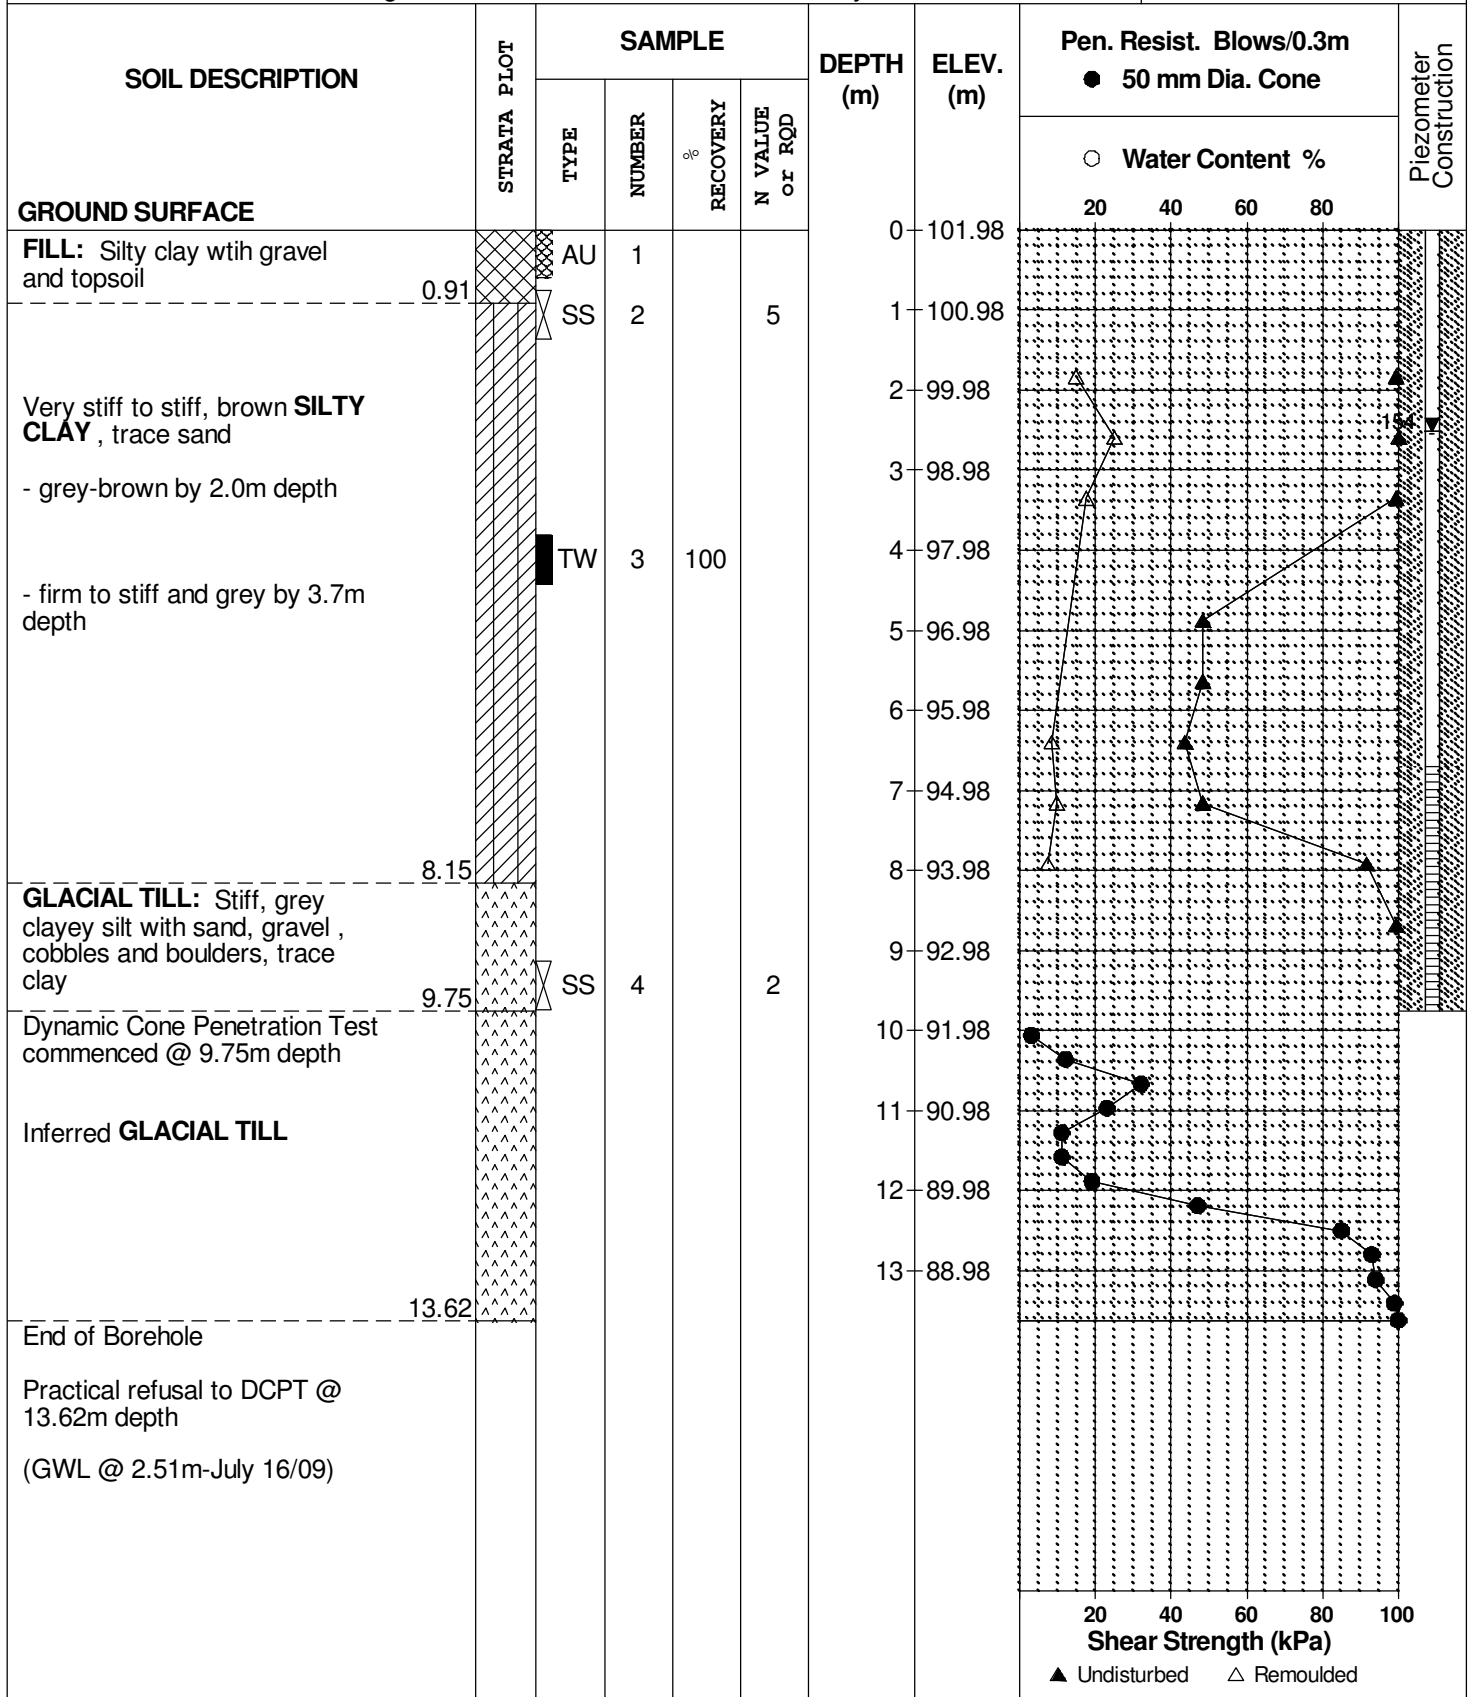 SOIL DESCRIPTION
GROUND SURFACE
STRATA PLOT
SAMPLE
TYPE
NUMBER
% RECOVERY
N VALUE or RQD
DEPTH (m)
ELEV. (m)
Pen. Resist. Blows/0.3m
● 50 mm Dia. Cone
○ Water Content %
20 40 60 80
Piezometer Construction
FILL: Silty clay wtih gravel
and topsoil
0.91
AU 1
SS 2 5
Very stiff to stiff, brown SILTY
CLAY , trace sand
- grey-brown by 2.0m depth
TW 3 100
- firm to stiff and grey by 3.7m
depth
8.15
GLACIAL TILL: Stiff, grey
clayey silt with sand, gravel ,
cobbles and boulders, trace
clay
9.75
SS 4 2
Dynamic Cone Penetration Test
commenced @ 9.75m depth
Inferred GLACIAL TILL
13.62
End of Borehole
Practical refusal to DCPT @
13.62m depth
(GWL @ 2.51m-July 16/09)
0 101.98
1 100.98
2 99.98
3 98.98
4 97.98
5 96.98
6 95.98
7 94.98
8 93.98
9 92.98
10 91.98
11 90.98
12 89.98
13 88.98
154
20 40 60 80 100
Shear Strength (kPa)
▲ Undisturbed △ Remoulded